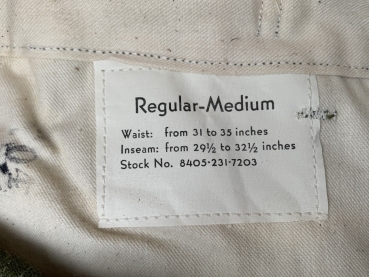 Regular-Medium
Waist: from 31 to 35 inches
Inseam: from 29½ to 32½ inches
Stock No. 8405-231-7203